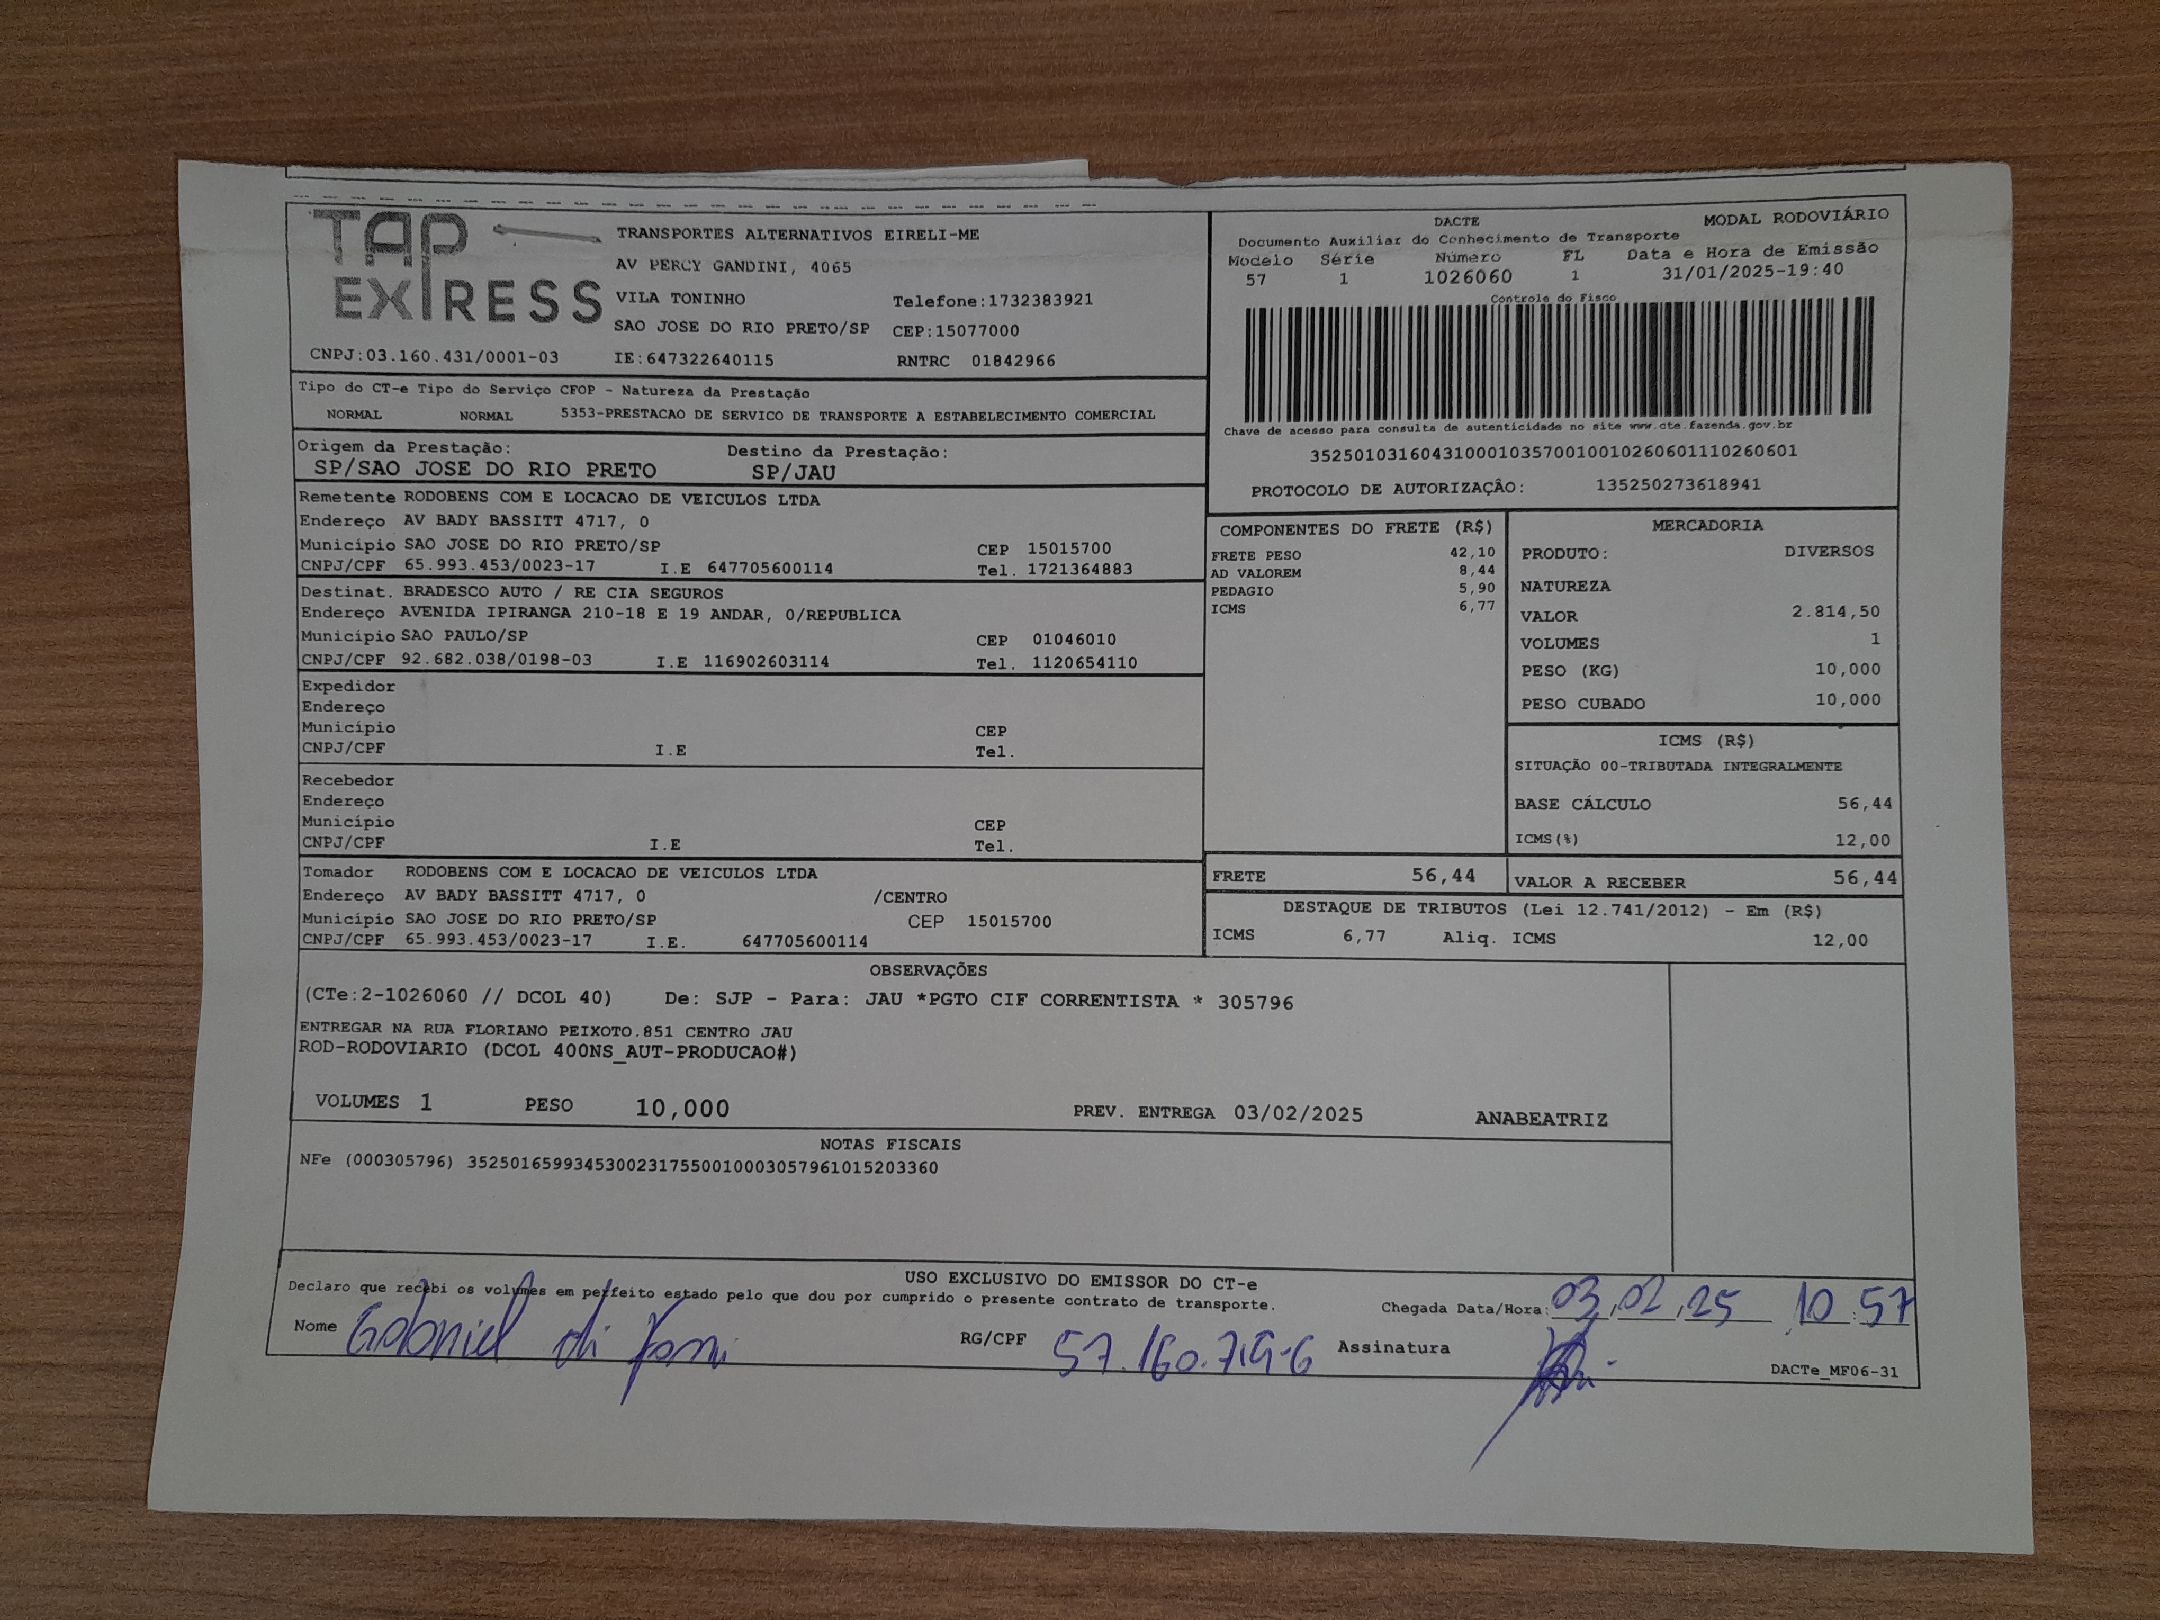 TAP EXPRESS
TRANSPORTES ALTERNATIVOS EIRELI-ME
AV PERCY GANDINI, 4065
VILA TONINHO Telefone:1732383921
SAO JOSE DO RIO PRETO/SP CEP:15077000
CNPJ:03.160.431/0001-03 IE:647322640115 RNTRC 01842966
DACTE MODAL RODOVIÁRIO
Documento Auxiliar do Conhecimento de Transporte
Modelo Série Número FL Data e Hora de Emissão
57 1 1026060 1 31/01/2025-19:40
Controle do Fisco
Chave de acesso para consulta de autenticidade no site www.cte.fazenda.gov.br
35250103160431000103570010010260601110260601
PROTOCOLO DE AUTORIZAÇÂO: 135250273618941
Tipo do CT-e Tipo do Serviço CFOP - Natureza da Prestação
NORMAL NORMAL 5353-PRESTACAO DE SERVICO DE TRANSPORTE A ESTABELECIMENTO COMERCIAL
Origem da Prestação: Destino da Prestação:
SP/SAO JOSE DO RIO PRETO SP/JAU
Remetente RODOBENS COM E LOCACAO DE VEICULOS LTDA
Endereço AV BADY BASSITT 4717, 0
Município SAO JOSE DO RIO PRETO/SP CEP 15015700
CNPJ/CPF 65.993.453/0023-17 I.E 647705600114 Tel. 1721364883
Destinat. BRADESCO AUTO / RE CIA SEGUROS
Endereço AVENIDA IPIRANGA 210-18 E 19 ANDAR, 0/REPUBLICA
Município SAO PAULO/SP CEP 01046010
CNPJ/CPF 92.682.038/0198-03 I.E 116902603114 Tel. 1120654110
Expedidor
Endereço
Município CEP
CNPJ/CPF I.E Tel.
Recebedor
Endereço
Município CEP
CNPJ/CPF I.E Tel.
Tomador RODOBENS COM E LOCACAO DE VEICULOS LTDA
Endereço AV BADY BASSITT 4717, 0 /CENTRO
Município SAO JOSE DO RIO PRETO/SP CEP 15015700
CNPJ/CPF 65.993.453/0023-17 I.E. 647705600114
COMPONENTES DO FRETE (R$)
FRETE PESO 42,10
AD VALOREM 8,44
PEDAGIO 5,90
ICMS 6,77
MERCADORIA
PRODUTO: DIVERSOS
NATUREZA
VALOR 2.814,50
VOLUMES 1
PESO (KG) 10,000
PESO CUBADO 10,000
ICMS (R$)
SITUAÇÃO 00-TRIBUTADA INTEGRALMENTE
BASE CÁLCULO 56,44
ICMS(%) 12,00
FRETE 56,44 VALOR A RECEBER 56,44
DESTAQUE DE TRIBUTOS (Lei 12.741/2012) - Em (R$)
ICMS 6,77 Aliq. ICMS 12,00
OBSERVAÇÕES
(CTe:2-1026060 // DCOL 40) De: SJP - Para: JAU *PGTO CIF CORRENTISTA * 305796
ENTREGAR NA RUA FLORIANO PEIXOTO.851 CENTRO JAU
ROD-RODOVIARIO (DCOL 400NS_AUT-PRODUCAO#)
VOLUMES 1 PESO 10,000 PREV. ENTREGA 03/02/2025 ANABEATRIZ
NOTAS FISCAIS
NFe (000305796) 35250165993453002317550010003057961015203360
USO EXCLUSIVO DO EMISSOR DO CT-e
Declaro que recebi os volumes em perfeito estado pelo que dou por cumprido o presente contrato de transporte. Chegada Data/Hora: 03,02,25 10:57
Nome Gabriel di RG/CPF 57.160.719-6 Assinatura
DACTe_MF06-31